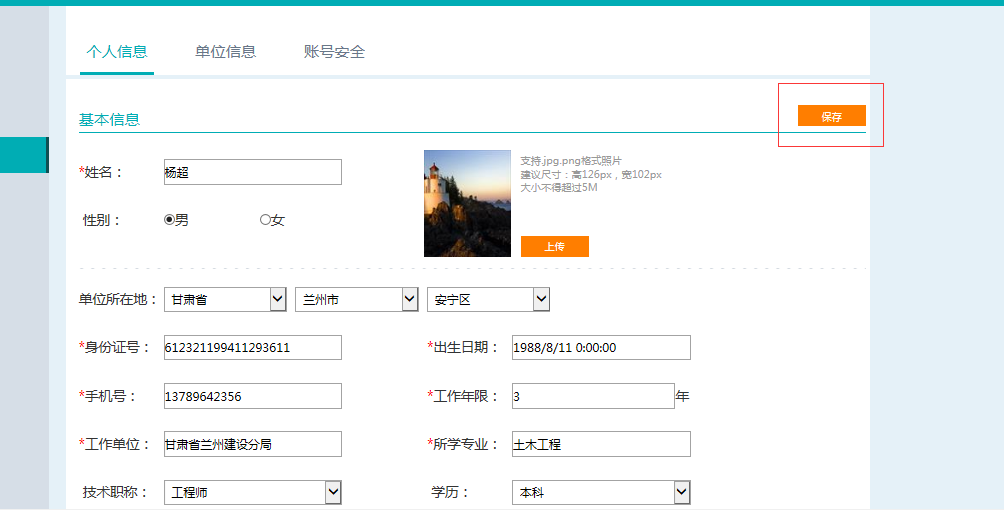 个人信息 单位信息 账号安全
基本信息 保存
*姓名： 杨超
支持.jpg.png格式照片
建议尺寸：高126px，宽102px
大小不得超过5M
性别： 男 女
上传
单位所在地： 甘肃省 兰州市 安宁区
*身份证号： 612321199411293611 *出生日期： 1988/8/11 0:00:00
*手机号： 13789642356 *工作年限： 3 年
*工作单位： 甘肃省兰州建设分局 *所学专业： 土木工程
技术职称： 工程师 学历： 本科